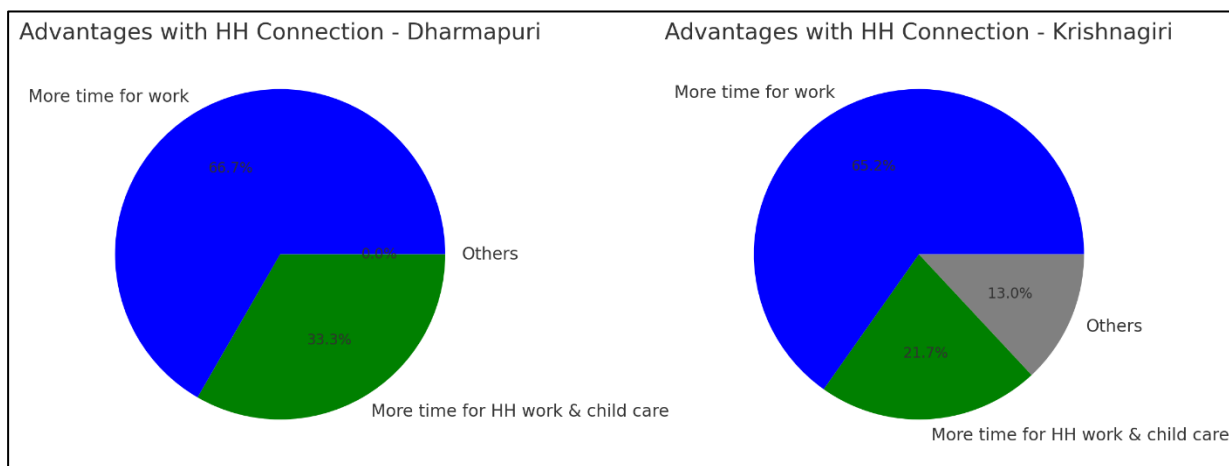 Advantages with HH Connection - Dharmapuri
More time for work
66.7%
0.0%
Others
33.3%
More time for HH work & child care
Advantages with HH Connection - Krishnagiri
More time for work
65.2%
13.0%
Others
21.7%
More time for HH work & child care